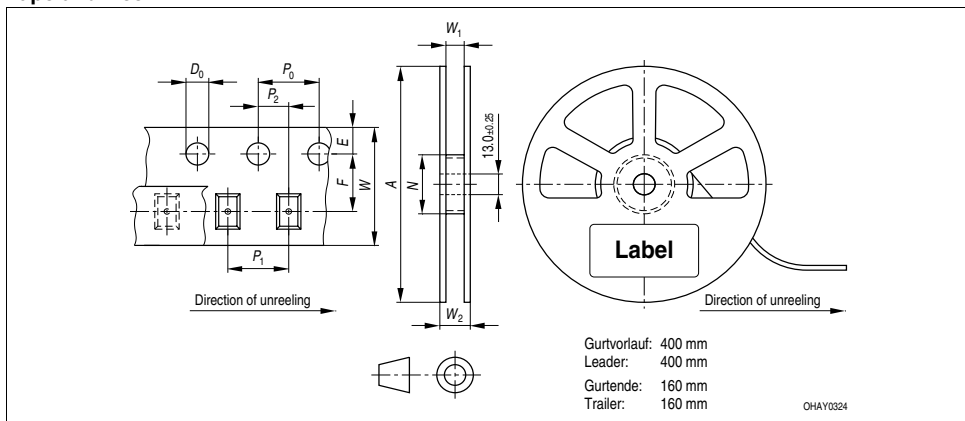 W1
D0
P0
P2
E
F
W
A
N
13.0±0.25
Label
P1
W2
Direction of unreeling
Direction of unreeling
Gurtvorlauf: 400 mm
Leader: 400 mm
Gurtende: 160 mm
Trailer: 160 mm
OHAY0324